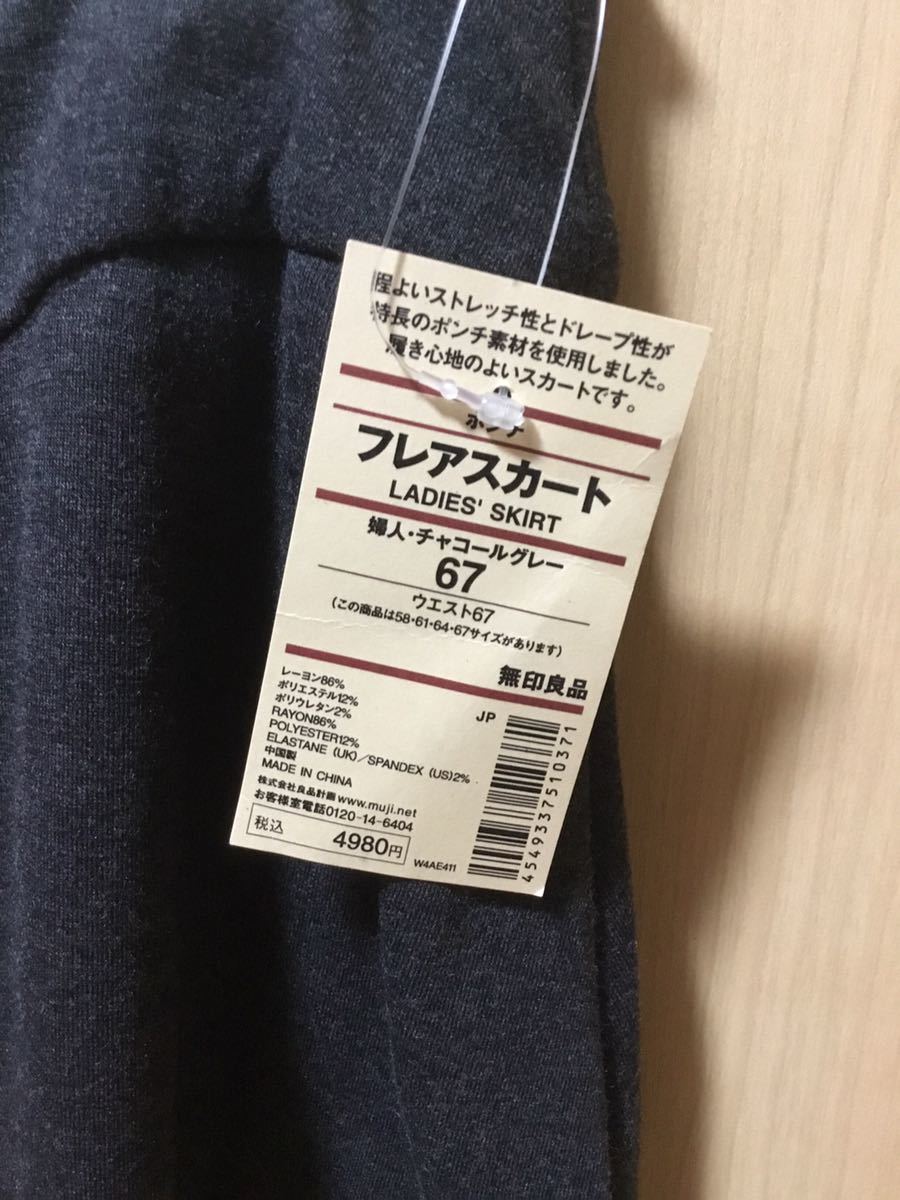 程よいストレッチ性とドレープ性が
特長のポンチ素材を使用しました。
履き心地のよいスカートです。
ポンチ
フレアスカート
LADIES' SKIRT
婦人・チャコールグレー
67
ウエスト67
(この商品は58・61・64・67サイズがあります)
無印良品
レーヨン86%
ポリエステル12%
ポリウレタン2%
RAYON86%
POLYESTER12%
ELASTANE (UK)/SPANDEX (US)2%
中国製
MADE IN CHINA
株式会社良品計画 www.muji.net
お客様室電話0120-14-6404
税込 4980円
JP
W4AE411
4549337510371